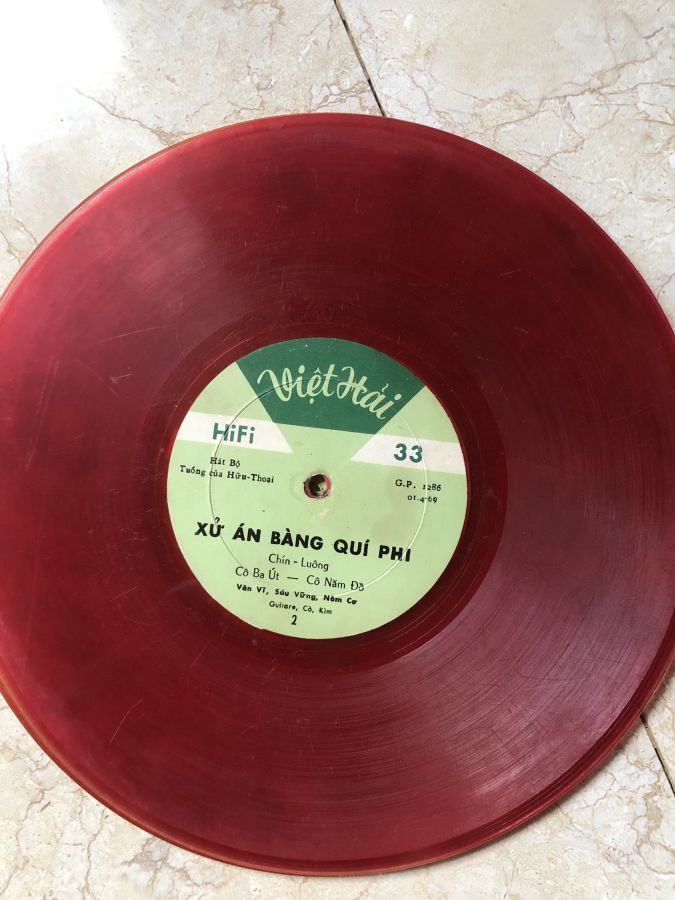 Việt Hải
HiFi
33
Hát Bộ
Tuồng của Hữu-Thoại
G.P. 1286
01-4-69
XỬ ÁN BÀNG QUÍ PHI
Chín - Luông
Cô Ba Út — Cô Năm Đồ
Văn Vĩ, Sáu Vững, Năm Cơ
Guitare, Cò, Kìm
2